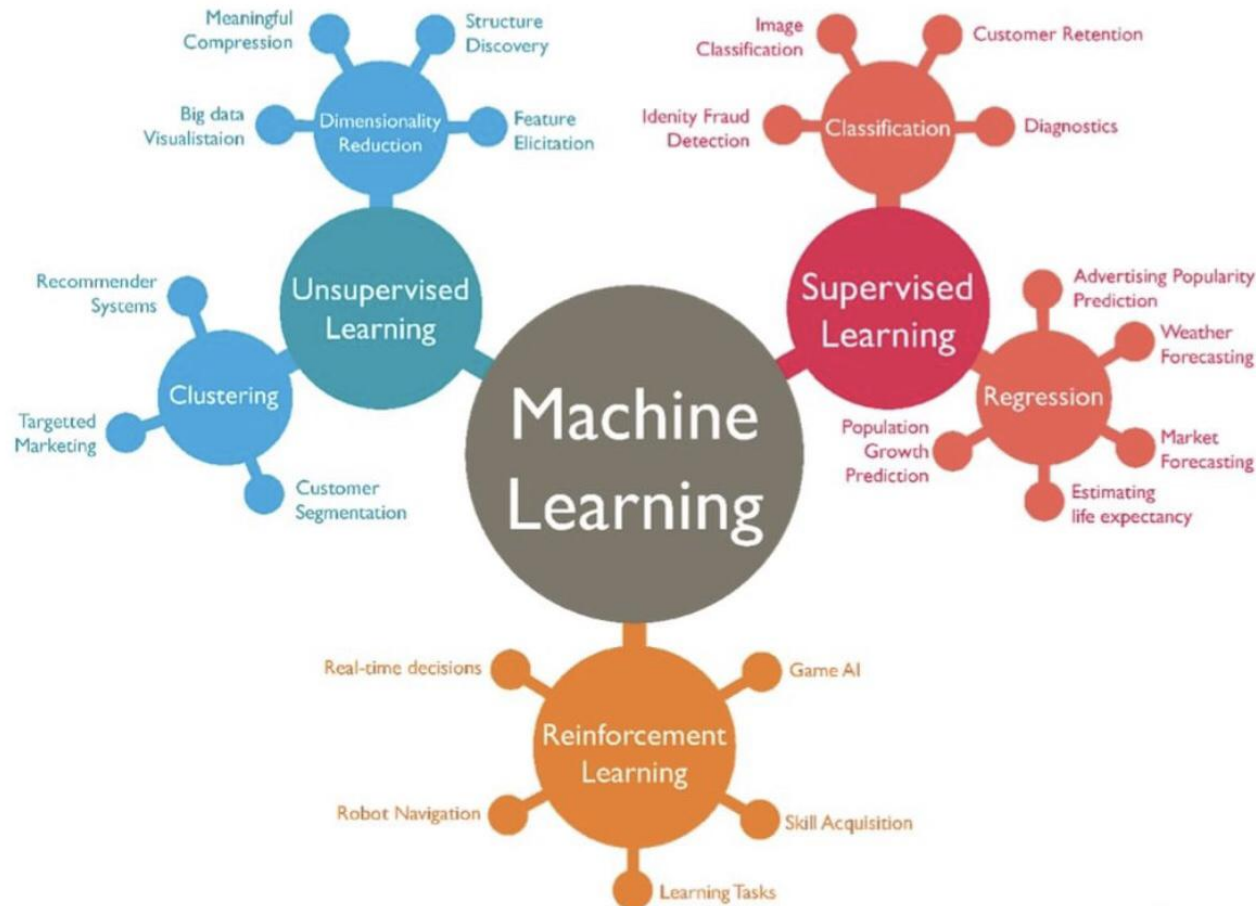 Meaningful
Compression
Structure
Discovery
Big data
Visualistaion
Dimensionality
Reduction
Feature
Elicitation
Image
Classification
Customer Retention
Idenity Fraud
Detection
Classification
Diagnostics
Recommender
Systems
Unsupervised
Learning
Clustering
Targetted
Marketing
Customer
Segmentation
Machine
Learning
Supervised
Learning
Advertising Popularity
Prediction
Weather
Forecasting
Regression
Population
Growth
Prediction
Market
Forecasting
Estimating
life expectancy
Real-time decisions
Game AI
Reinforcement
Learning
Robot Navigation
Skill Acquisition
Learning Tasks